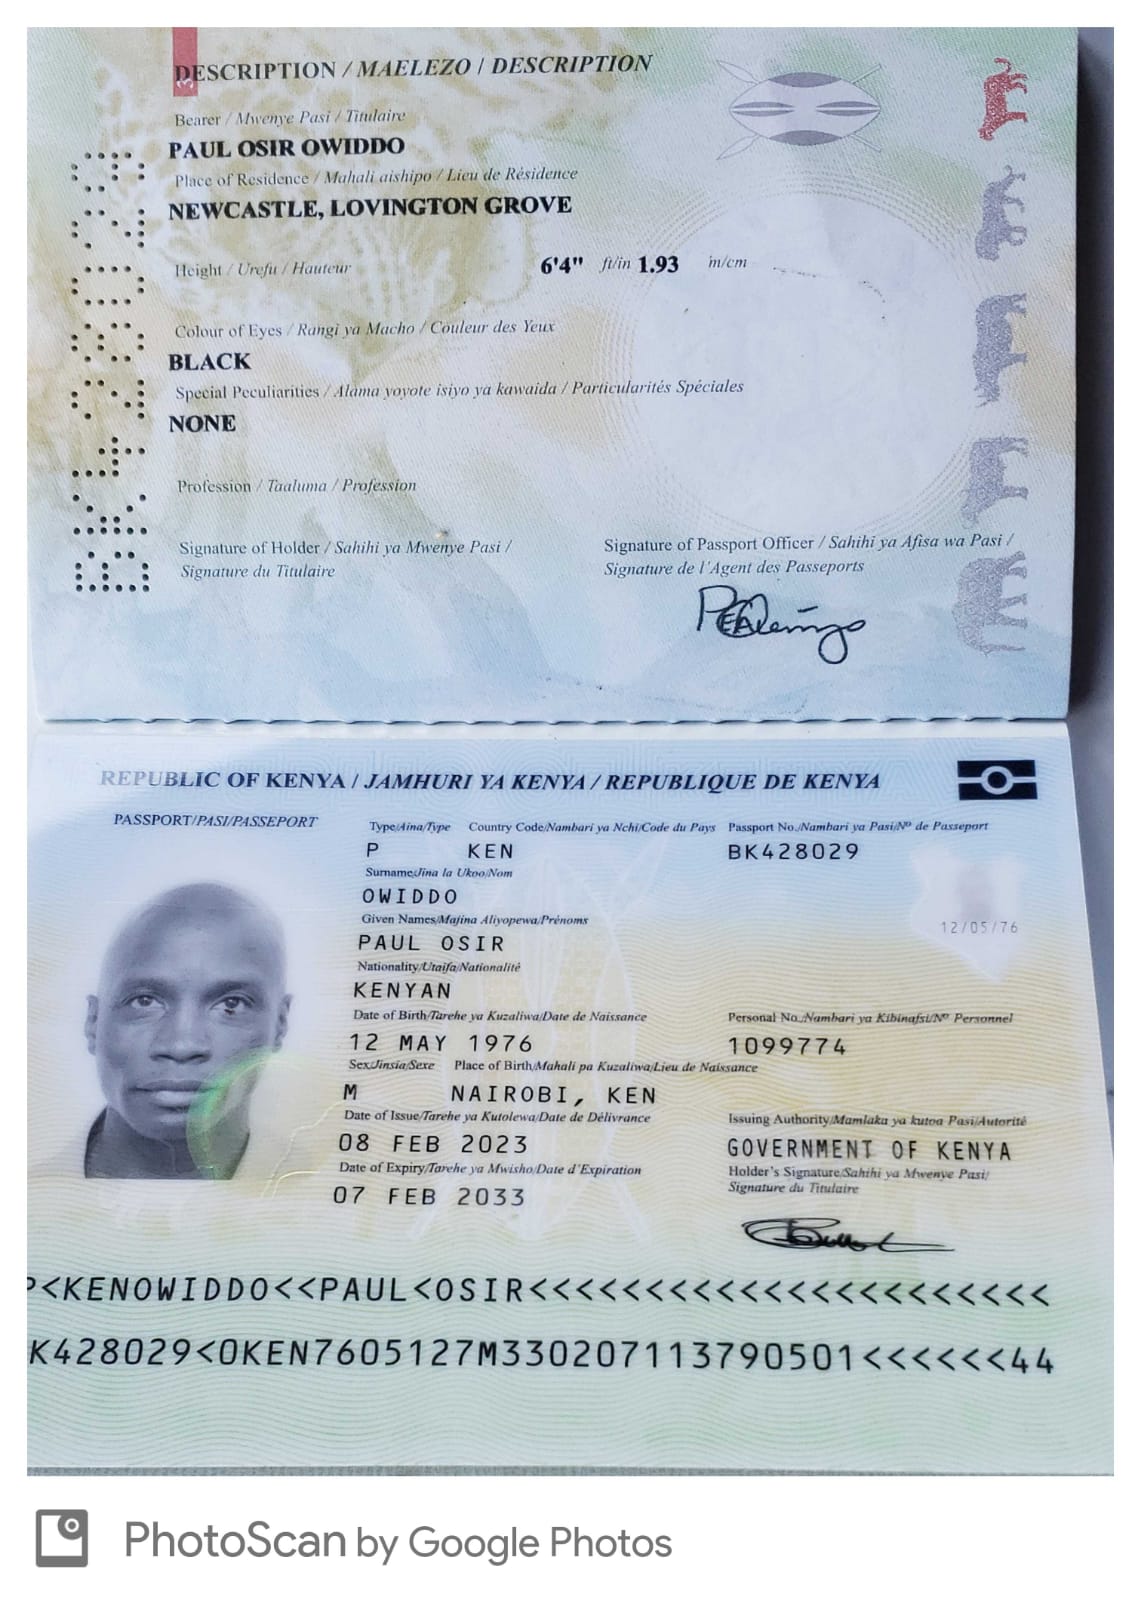 3
DESCRIPTION / MAELEZO / DESCRIPTION
Bearer / Mwenye Pasi / Titulaire
PAUL OSIR OWIDDO
Place of Residence / Mahali aishipo / Lieu de Résidence
NEWCASTLE, LOVINGTON GROVE
Height / Urefu / Hauteur 6'4" ft/in 1.93 m/cm
Colour of Eyes / Rangi ya Macho / Couleur des Yeux
BLACK
Special Peculiarities / Alama yoyote isiyo ya kawaida / Particularités Spéciales
NONE
Profession / Taaluma / Profession
Signature of Holder / Sahihi ya Mwenye Pasi /
Signature du Titulaire
Signature of Passport Officer / Sahihi ya Afisa wa Pasi /
Signature de l'Agent des Passeports
REPUBLIC OF KENYA / JAMHURI YA KENYA / REPUBLIQUE DE KENYA
PASSPORT/PASI/PASSEPORT
Type/Aina/Type Country Code/Nambari ya Nchi/Code du Pays Passport No./Nambari ya Pasi/Nº de Passeport
P KEN BK428029
Surname/Jina la Ukoo/Nom
OWIDDO
Given Names/Majina Aliyopewa/Prénoms
12/05/76
PAUL OSIR
Nationality/Utaifa/Nationalité
KENYAN
Date of Birth/Tarehe ya Kuzaliwa/Date de Naissance Personal No./Nambari ya Kibinafsi/Nº Personnel
12 MAY 1976 1099774
Sex/Jinsia/Sexe Place of Birth/Mahali pa Kuzaliwa/Lieu de Naissance
M NAIROBI, KEN
Date of Issue/Tarehe ya Kutolewa/Date de Délivrance Issuing Authority/Mamlaka ya kutoa Pasi/Autorité
08 FEB 2023 GOVERNMENT OF KENYA
Date of Expiry/Tarehe ya Mwisho/Date d'Expiration Holder's Signature/Sahihi ya Mwenye Pasi/
Signature du Titulaire
07 FEB 2033
P<KENOWIDDO<<PAUL<OSIR<<<<<<<<<<<<<<<<<<<<<<
K428029<0KEN7605127M330207113790501<<<<<<44
PhotoScan by Google Photos